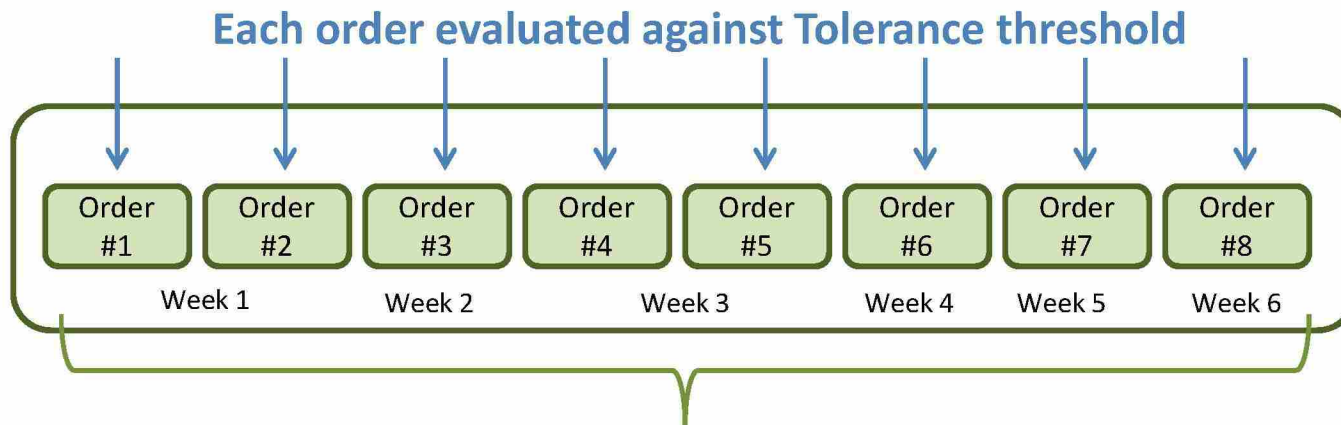 Each order evaluated against Tolerance threshold
Order Order Order Order Order Order Order Order
#1 #2 #3 #4 #5 #6 #7 #8
Week 1 Week 2 Week 3 Week 4 Week 5 Week 6